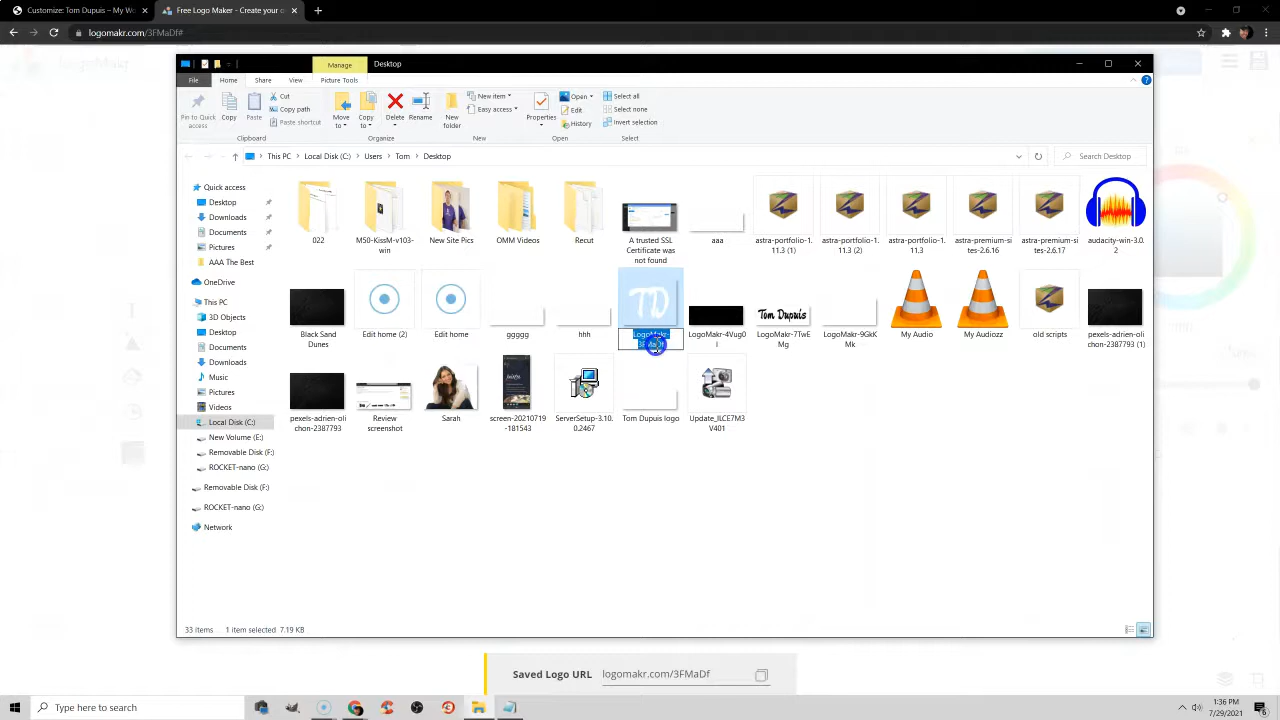 Customize: Tom Dupuis – My Wo
Free Logo Maker - Create your o
logomakr.com/3FMaDf#
Manage
Desktop
File
Home
Share
View
Picture Tools
Pin to Quick access
Copy
Paste
Cut
Copy path
Paste shortcut
Move to
Copy to
Delete
Rename
New folder
New item
Easy access
Properties
Open
Edit
History
Select all
Select none
Invert selection
Clipboard
Organize
New
Open
Select
This PC
Local Disk (C:)
Users
Tom
Desktop
Search Desktop
Quick access
Desktop
Downloads
Documents
Pictures
AAA The Best
OneDrive
This PC
3D Objects
Desktop
Documents
Downloads
Music
Pictures
Videos
Local Disk (C:)
New Volume (E:)
Removable Disk (F:)
ROCKET-nano (G:)
Removable Disk (F:)
ROCKET-nano (G:)
Network
022
M50-KissM-v103-win
New Site Pics
OMM Videos
Recut
A trusted SSL Certificate was not found
aaa
astra-portfolio-1.11.3 (1)
astra-portfolio-1.11.3 (2)
astra-portfolio-1.11.3
astra-premium-sites-2.6.16
astra-premium-sites-2.6.17
audacity-win-3.0.2
Black Sand Dunes
Edit home (2)
Edit home
ggggg
hhh
TD
LogoMakr-3FMaDf
LogoMakr-4Vug0l
Tom Dupuis
LogoMakr-7TwEMg
LogoMakr-9GkKMk
My Audio
My Audiozz
old scripts
pexels-adrien-olichon-2387793 (1)
pexels-adrien-olichon-2387793
Review screenshot
Sarah
screen-20210719-181543
ServerSetup-3.10.0.2467
Tom Dupuis logo
Update_ILCE7M3V401
33 items
1 item selected 7.19 KB
Saved Logo URL
logomakr.com/3FMaDf
Type here to search
1:36 PM
7/29/2021